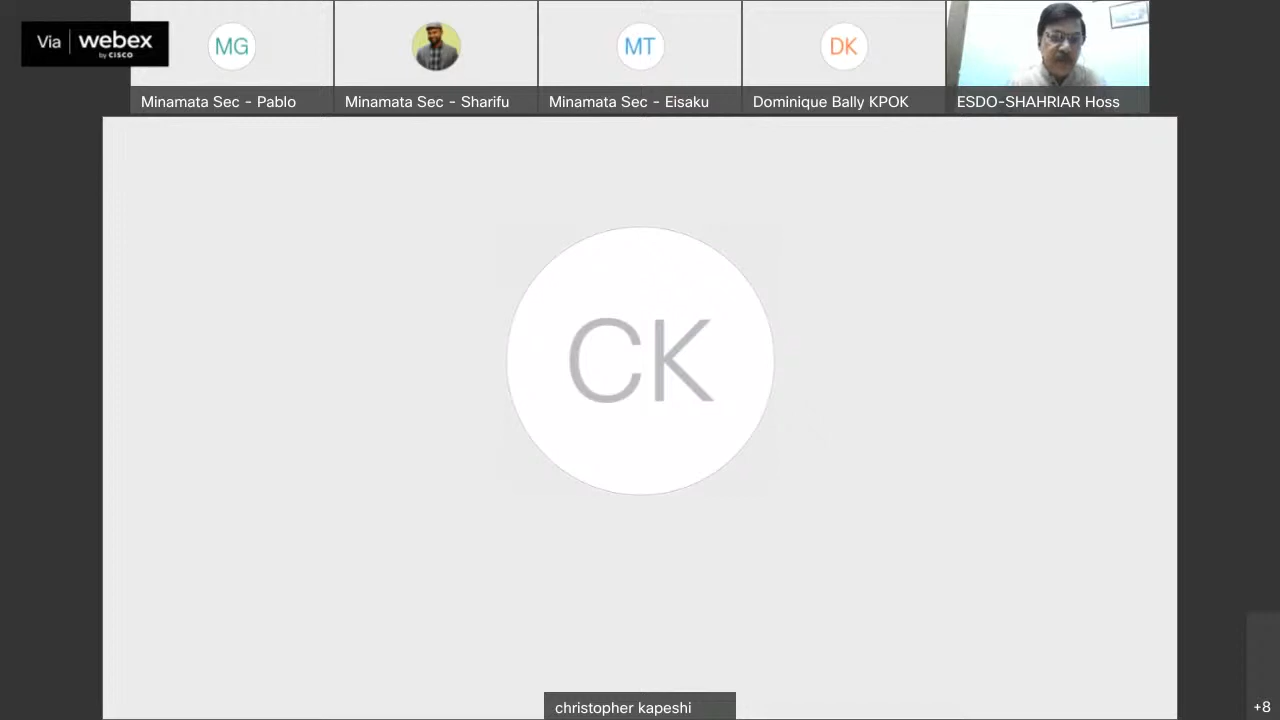 Via webex
by CISCO
MG
MT
DK
Minamata Sec - Pablo
Minamata Sec - Sharifu
Minamata Sec - Eisaku
Dominique Bally KPOK
ESDO-SHAHRIAR Hoss
CK
christopher kapeshi
+8